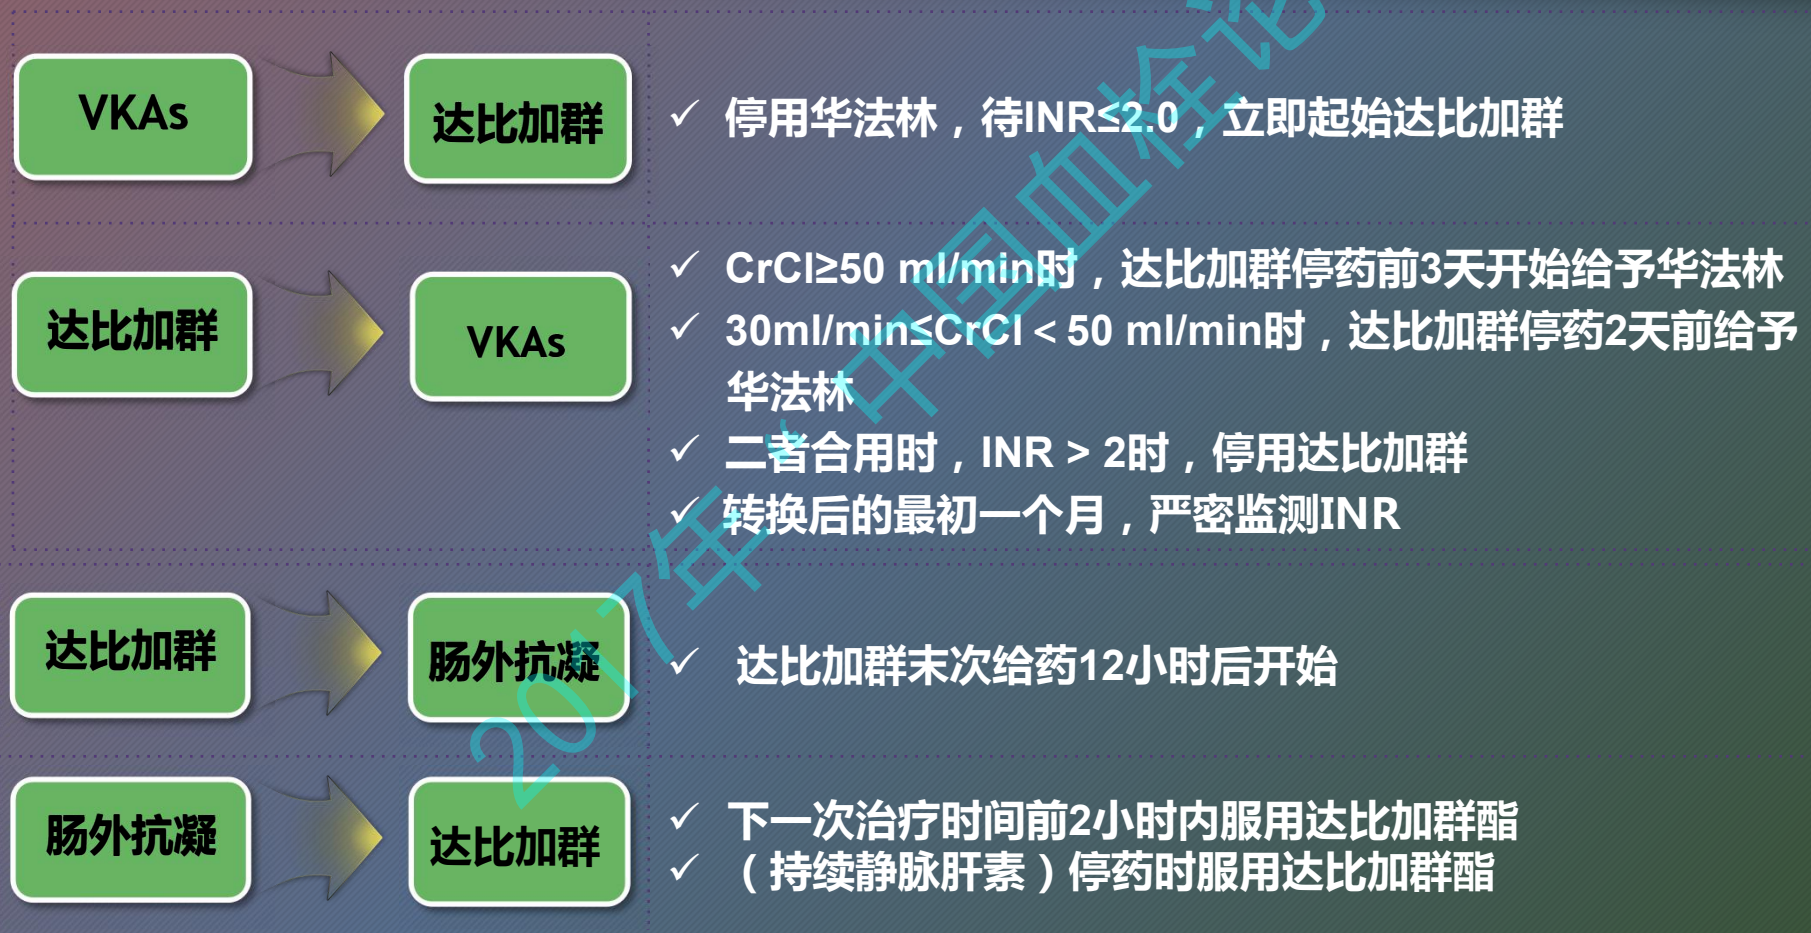 VKAs
达比加群
✓ 停用华法林，待INR≤2.0，立即起始达比加群
达比加群
VKAs
✓ CrCl≥50 ml/min时，达比加群停药前3天开始给予华法林
✓ 30ml/min≤CrCl＜50 ml/min时，达比加群停药2天前给予
华法林
✓ 二者合用时，INR > 2时，停用达比加群
✓ 转换后的最初一个月，严密监测INR
达比加群
肠外抗凝
✓ 达比加群末次给药12小时后开始
肠外抗凝
达比加群
✓ 下一次治疗时间前2小时内服用达比加群酯
✓ （持续静脉肝素）停药时服用达比加群酯
2017年 中国血栓论